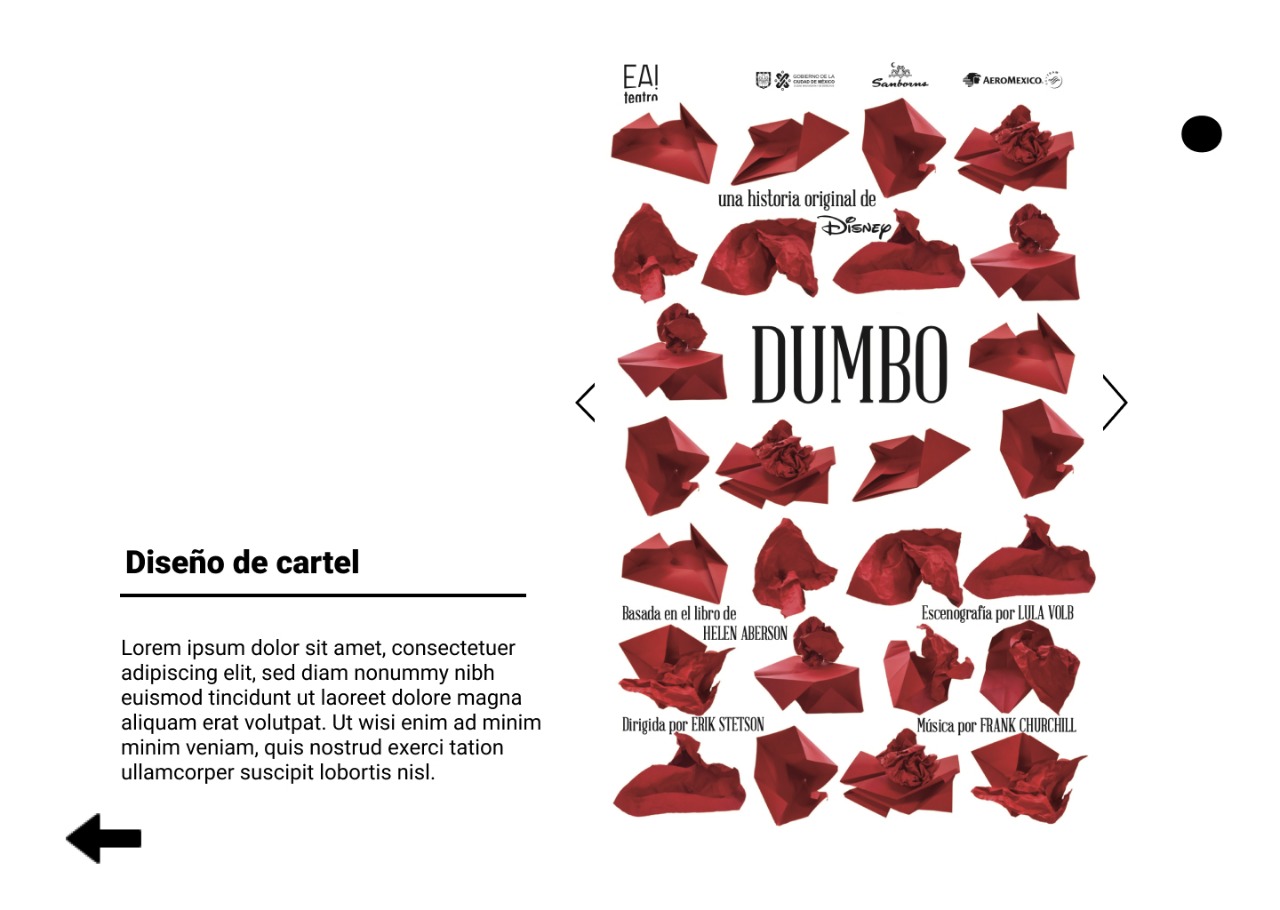 EA!
teatro
GOBIERNO DE LA
CIUDAD DE MÉXICO
Sanborns
AEROMEXICO
una historia original de
Disney
DUMBO
Basada en el libro de
HELEN ABERSON
Escenografía por LULA VOLB
Dirigida por ERIK STETSON
Música por FRANK CHURCHILL
Diseño de cartel
Lorem ipsum dolor sit amet, consectetuer
adipiscing elit, sed diam nonummy nibh
euismod tincidunt ut laoreet dolore magna
aliquam erat volutpat. Ut wisi enim ad minim
minim veniam, quis nostrud exerci tation
ullamcorper suscipit lobortis nisl.